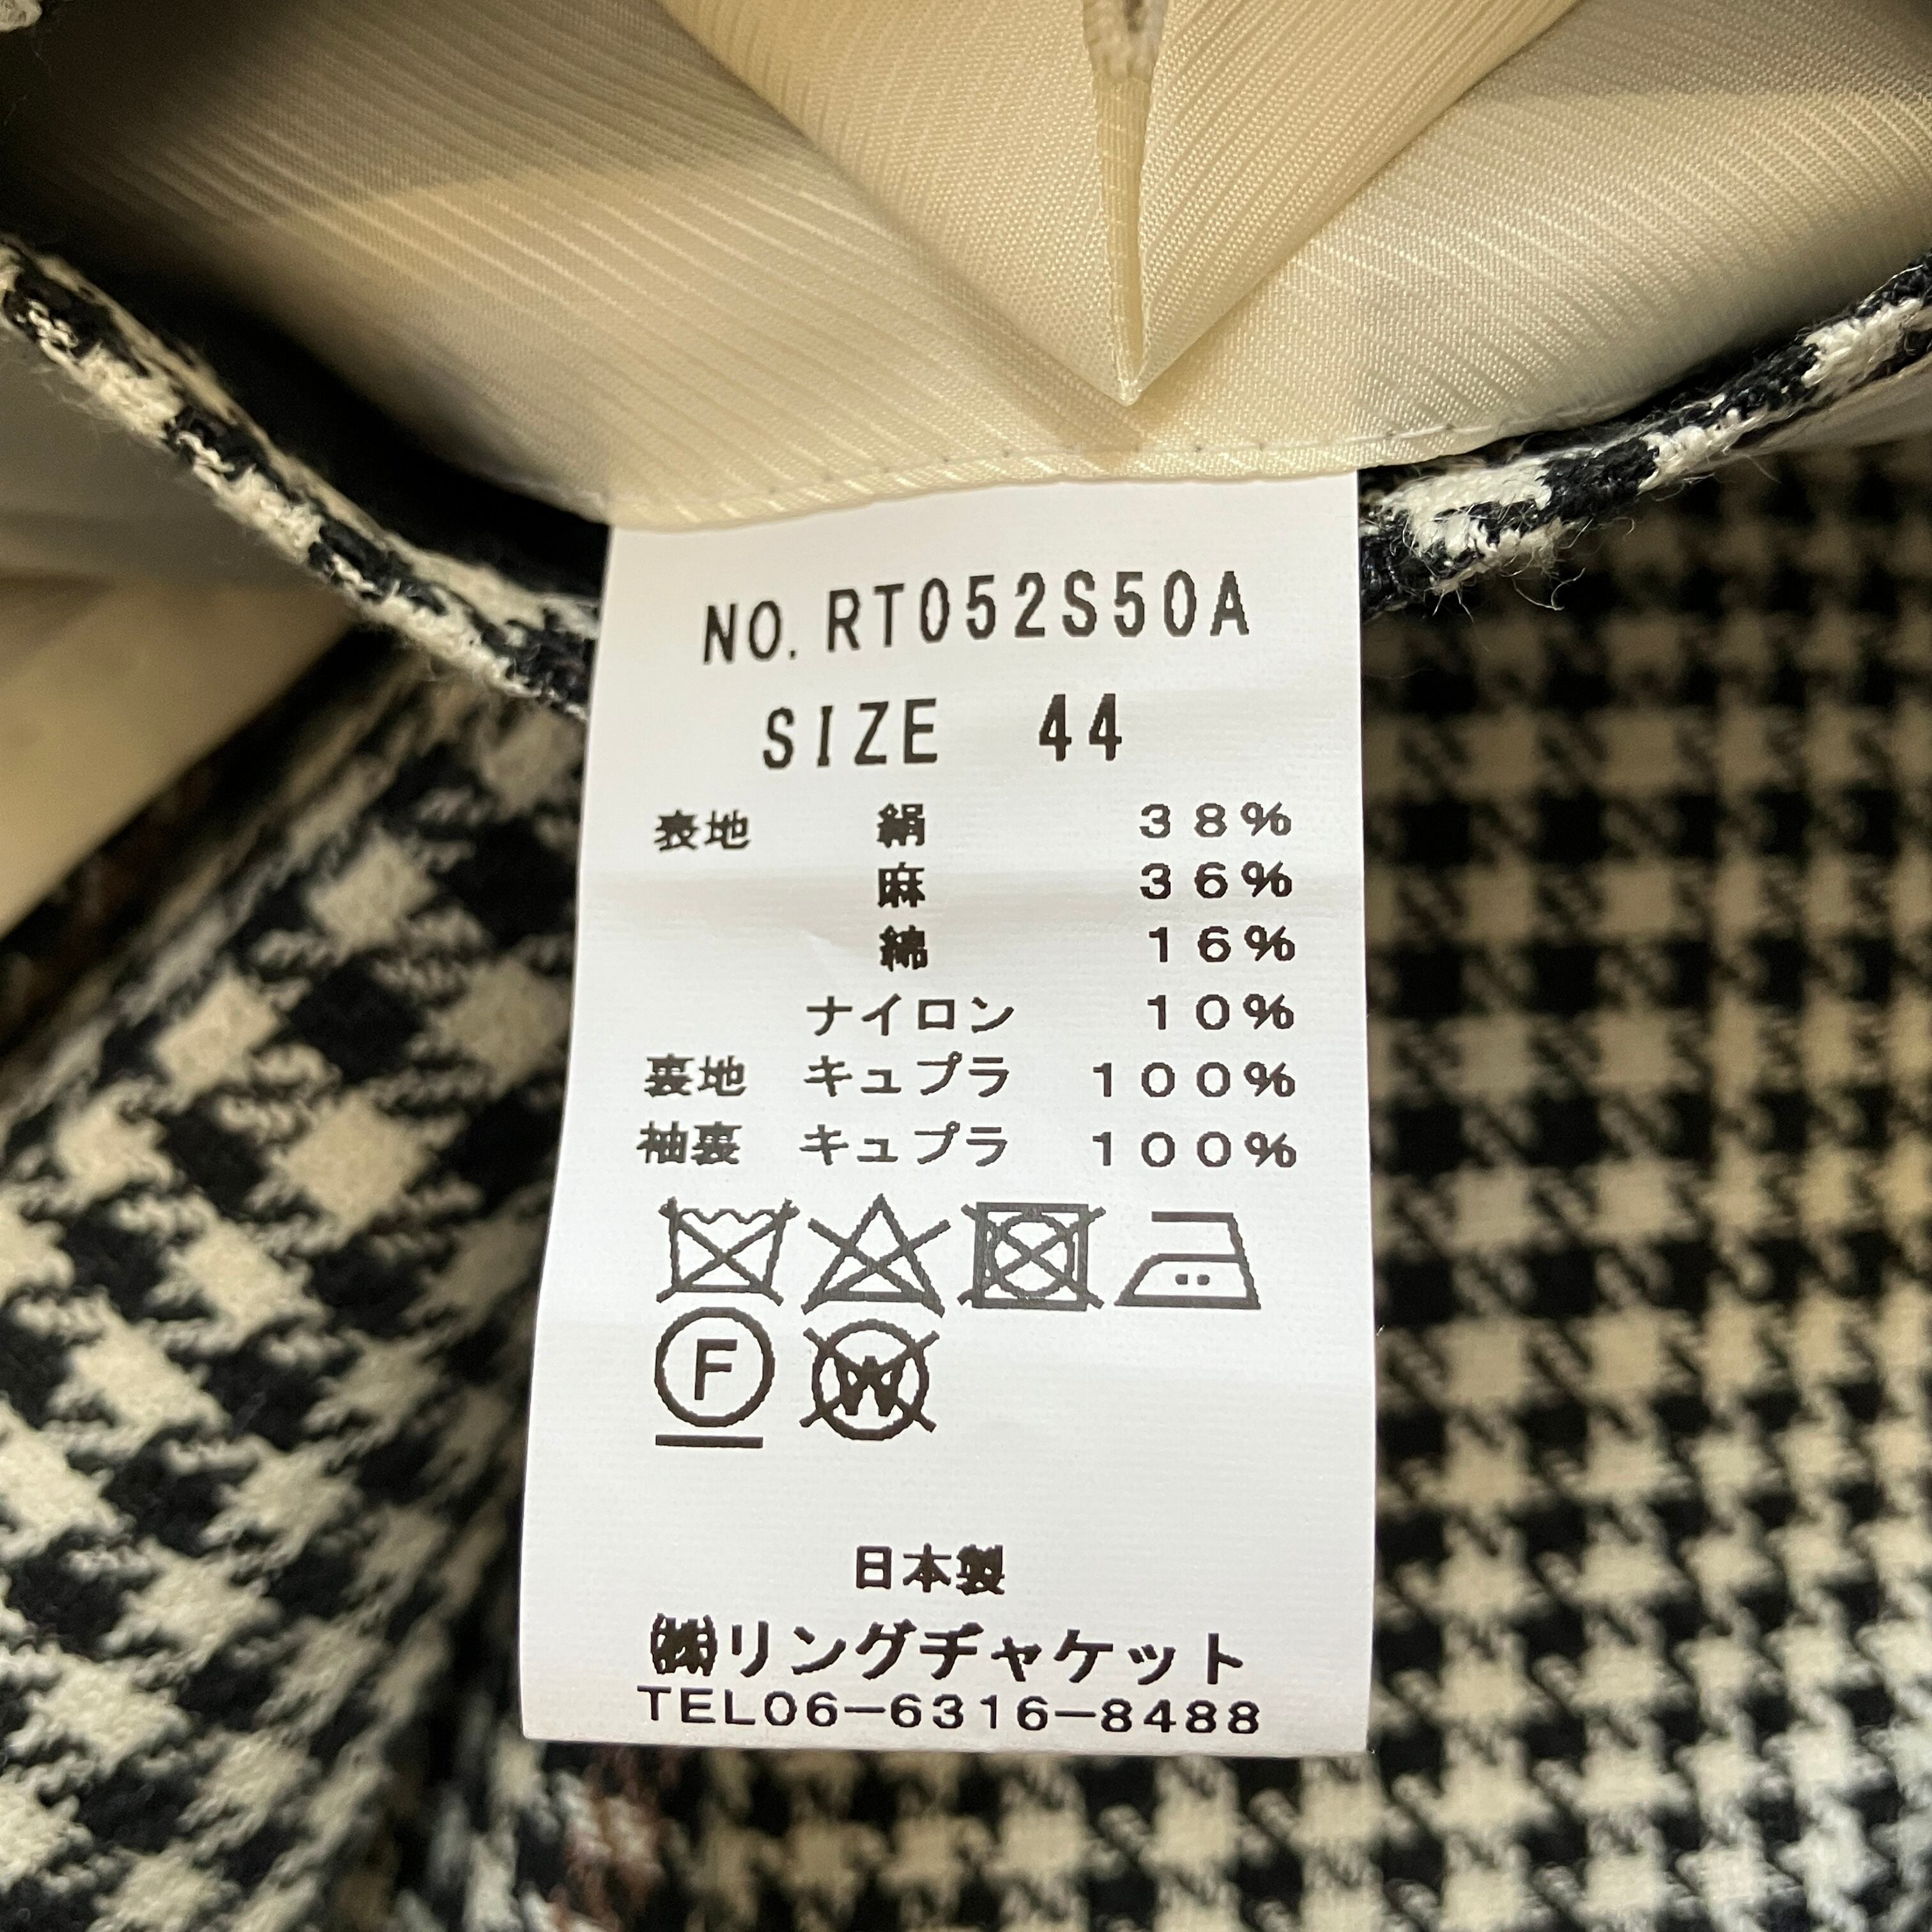 NO. RT052S50A
SIZE 44
表地 絹 38%
麻 36%
綿 16%
ナイロン 10%
裏地 キュプラ 100%
袖裏 キュプラ 100%
F W
日本製
㈱リングヂャケット
TEL06-6316-8488